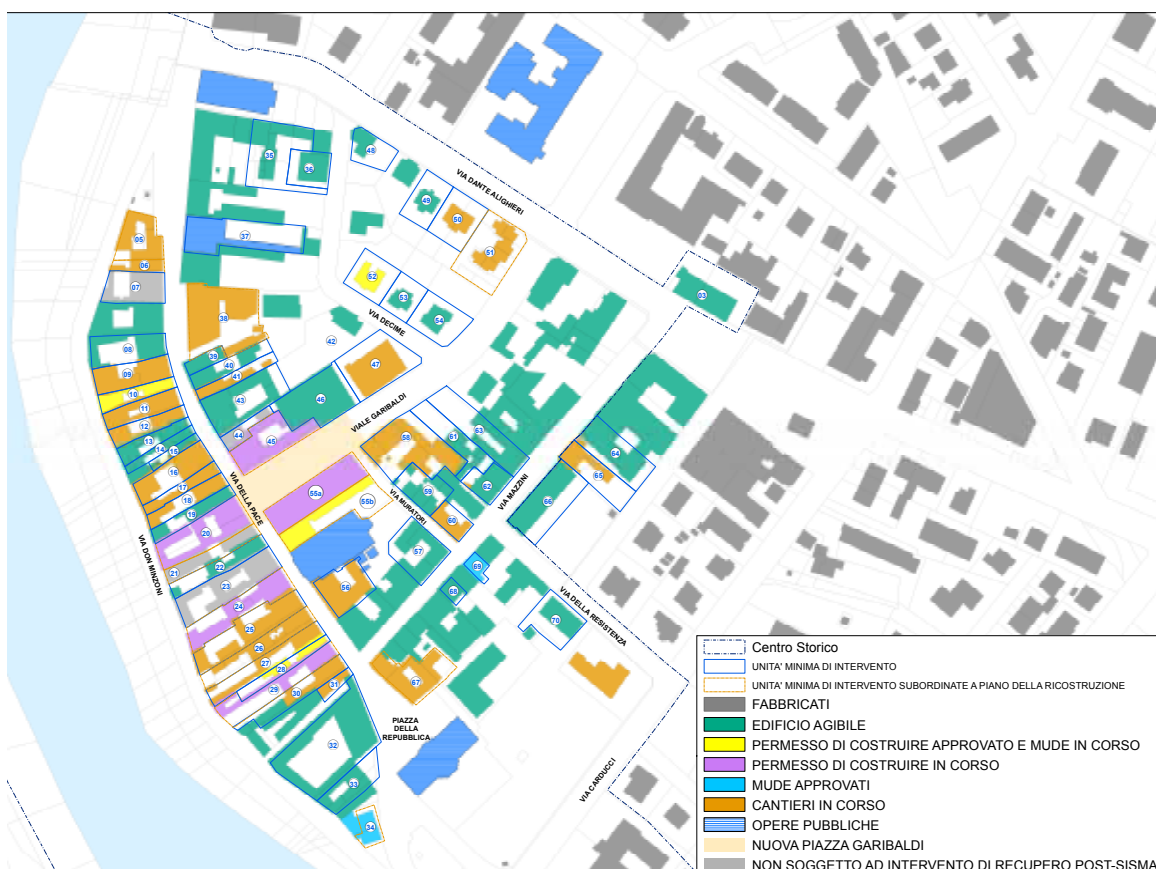 48
35
36
VIA DANTE ALIGHIERI
49
50
05
37
51
06
07
52
53
03
38
54
VIA DECIME
42
08
39
40
47
09
41
10
43
46
11
VIALE GARIBALDI
12
44
45
58
61
63
13
14
15
64
16
65
17
59
62
VIA MAZZINI
18
VIA DELLA PACE
55a
55b
VIA MURATORI
66
19
60
20
VIA DON MINZONI
57
21
22
69
23
56
68
24
70
VIA DELLA RESISTENZA
25
26
27
28
67
29
30
31
PIAZZA
DELLA
REPUBBLICA
32
33
VIA CARDUCCI
34
Centro Storico
UNITA' MINIMA DI INTERVENTO
UNITA' MINIMA DI INTERVENTO SUBORDINATE A PIANO DELLA RICOSTRUZIONE
FABBRICATI
EDIFICIO AGIBILE
PERMESSO DI COSTRUIRE APPROVATO E MUDE IN CORSO
PERMESSO DI COSTRUIRE IN CORSO
MUDE APPROVATI
CANTIERI IN CORSO
OPERE PUBBLICHE
NUOVA PIAZZA GARIBALDI
NON SOGGETTO AD INTERVENTO DI RECUPERO POST-SISMA